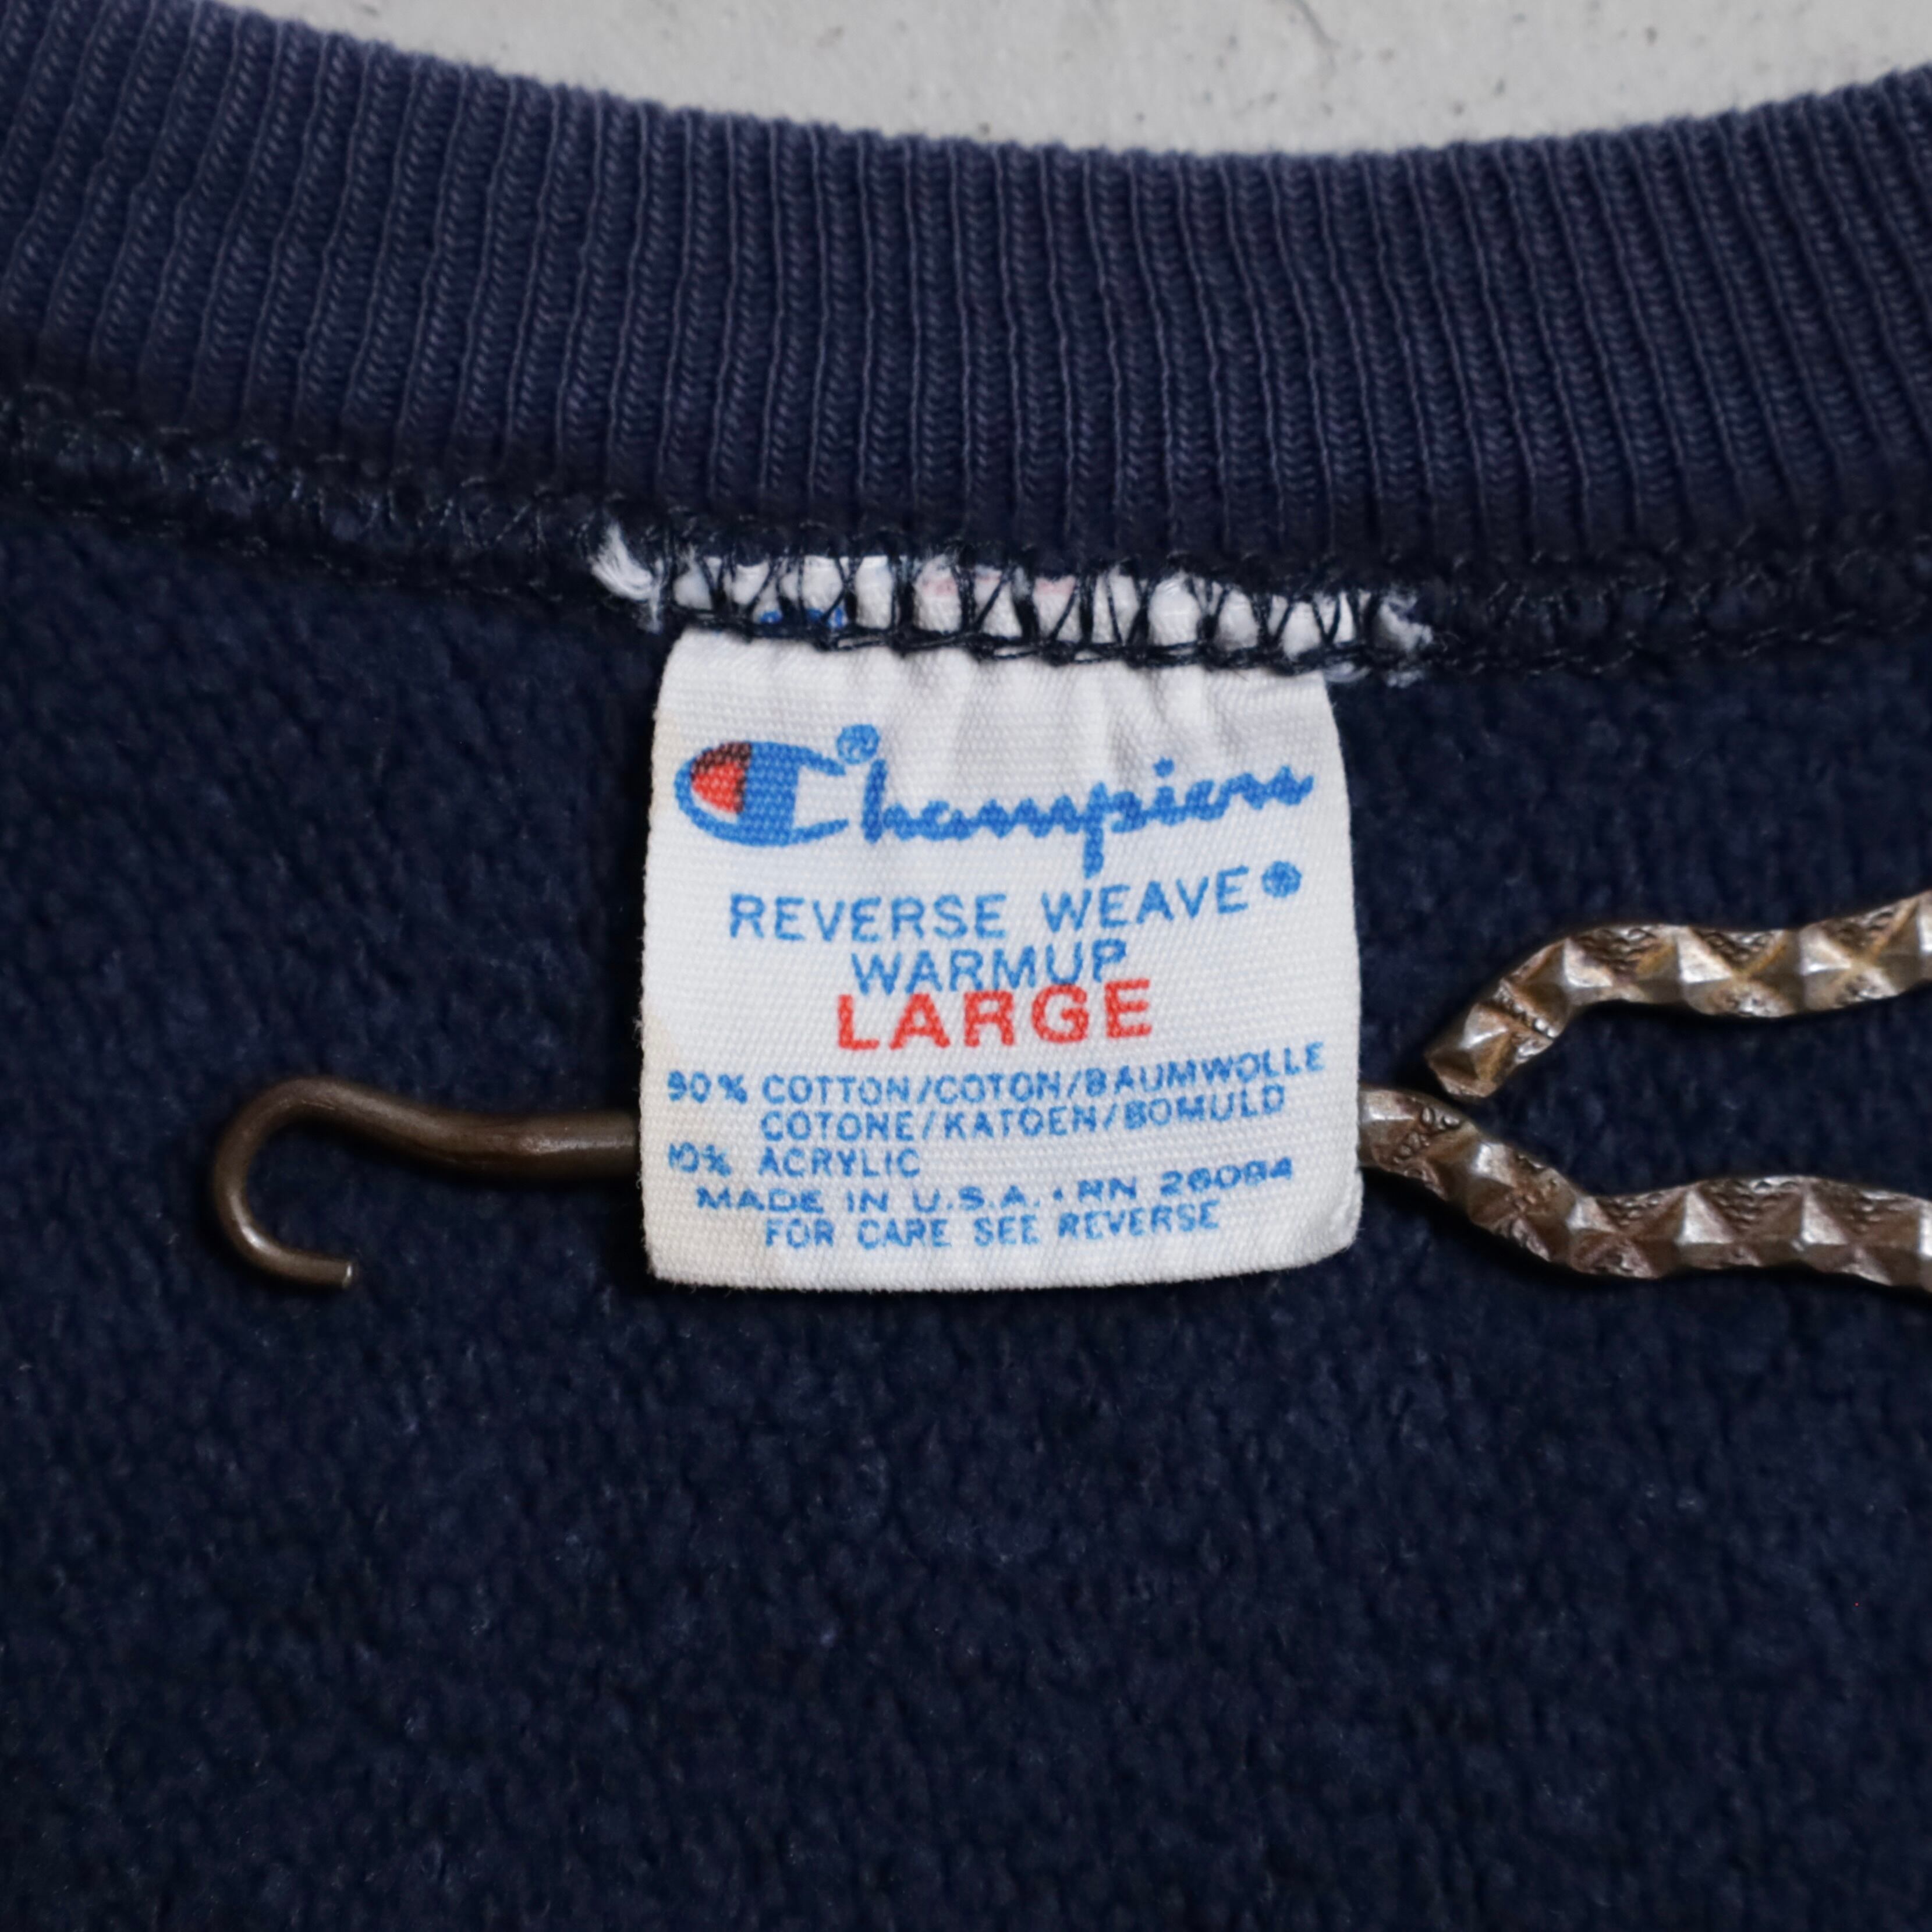 Champion®
REVERSE WEAVE®
WARMUP
LARGE
90% COTTON/COTON/BAUMWOLLE
COTONE/KATOEN/BOMULD
10% ACRYLIC
MADE IN U.S.A. • RN 26094
FOR CARE SEE REVERSE